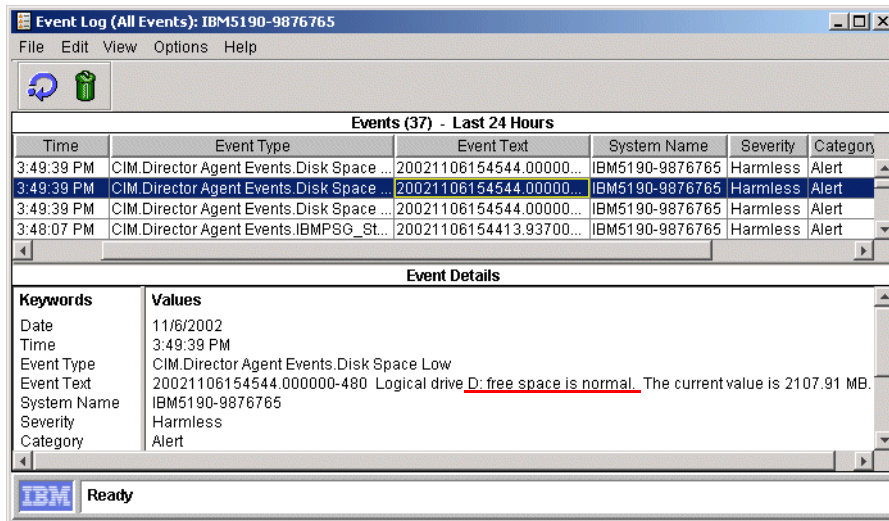 Event Log (All Events): IBM5190-9876765
File Edit View Options Help
Events (37) - Last 24 Hours
Time Event Type Event Text System Name Severity Category
3:49:39 PM CIM.Director Agent Events.Disk Space ... 20021106154544.00000... IBM5190-9876765 Harmless Alert
3:49:39 PM CIM.Director Agent Events.Disk Space ... 20021106154544.00000... IBM5190-9876765 Harmless Alert
3:49:39 PM CIM.Director Agent Events.Disk Space ... 20021106154544.00000... IBM5190-9876765 Harmless Alert
3:48:07 PM CIM.Director Agent Events.IBMPSG_St... 20021106154413.93700... IBM5190-9876765 Harmless Alert
Event Details
Keywords Values
Date 11/6/2002
Time 3:49:39 PM
Event Type CIM.Director Agent Events.Disk Space Low
Event Text 20021106154544.000000-480 Logical drive D: free space is normal. The current value is 2107.91 MB.
System Name IBM5190-9876765
Severity Harmless
Category Alert
IBM Ready